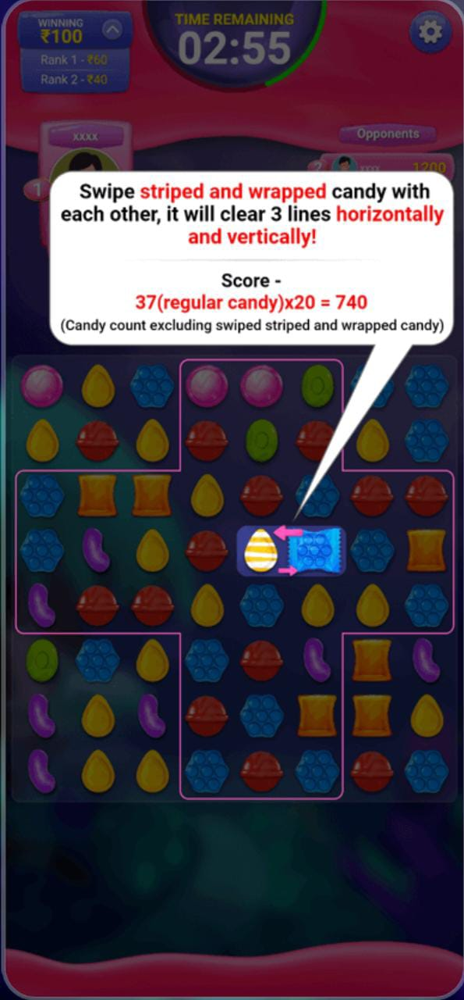 WINNING
₹100
Rank 1 - ₹60
Rank 2 - ₹40
TIME REMAINING
02:55
xxxx
Opponents
1
2
xxxx
1200
Swipe striped and wrapped candy with
each other, it will clear 3 lines horizontally
and vertically!
Score -
37(regular candy)x20 = 740
(Candy count excluding swiped striped and wrapped candy)